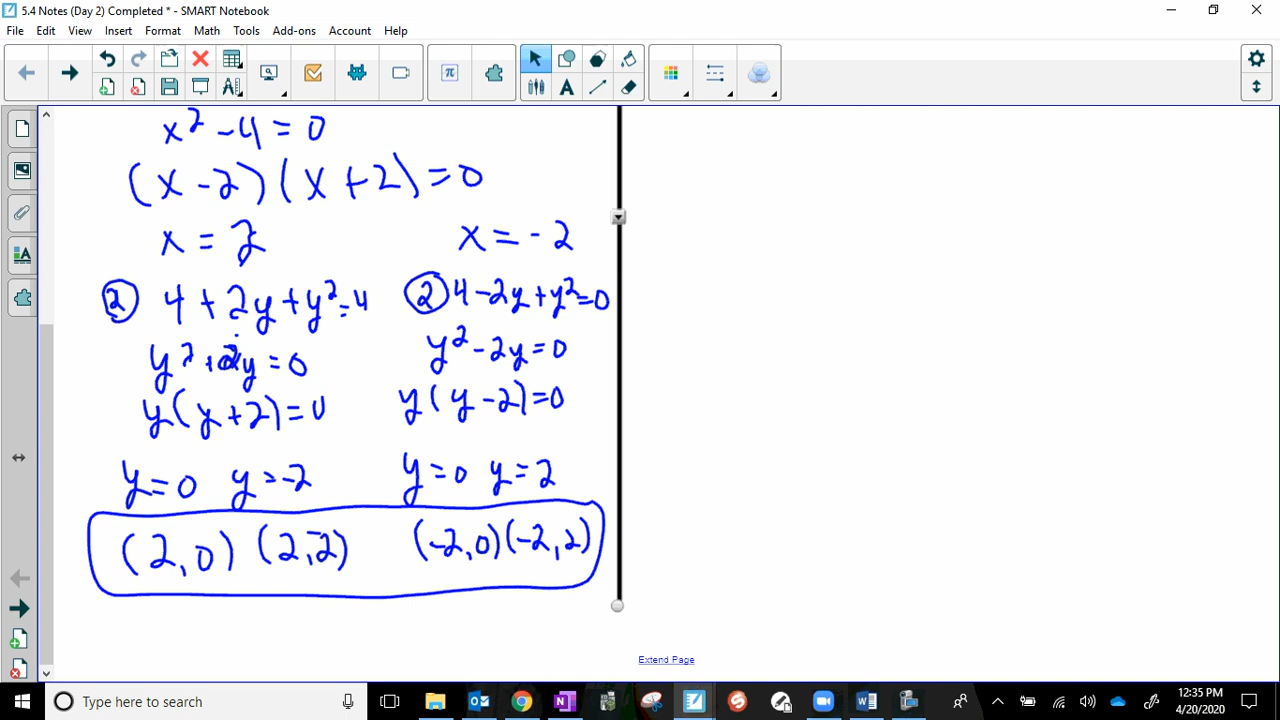 5.4 Notes (Day 2) Completed * - SMART Notebook
File Edit View Insert Format Math Tools Add-ons Account Help
x² - 4 = 0
(x - 2)(x + 2) = 0
x = 2 x = -2
② 4 + 2y + y² = 4 ② 4 - 2y + y² = 0
y² + 2y = 0 y² - 2y = 0
y(y + 2) = 0 y(y - 2) = 0
y = 0 y = -2 y = 0 y = 2
(2, 0) (2, -2) (-2, 0) (-2, 2)
Extend Page
Type here to search
12:35 PM
4/20/2020